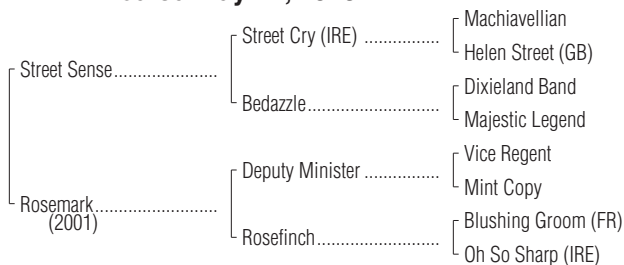 Machiavellian
Street Cry (IRE)
Helen Street (GB)
Street Sense
Dixieland Band
Bedazzle
Majestic Legend
Vice Regent
Deputy Minister
Mint Copy
Rosemark
(2001)
Blushing Groom (FR)
Rosefinch
Oh So Sharp (IRE)